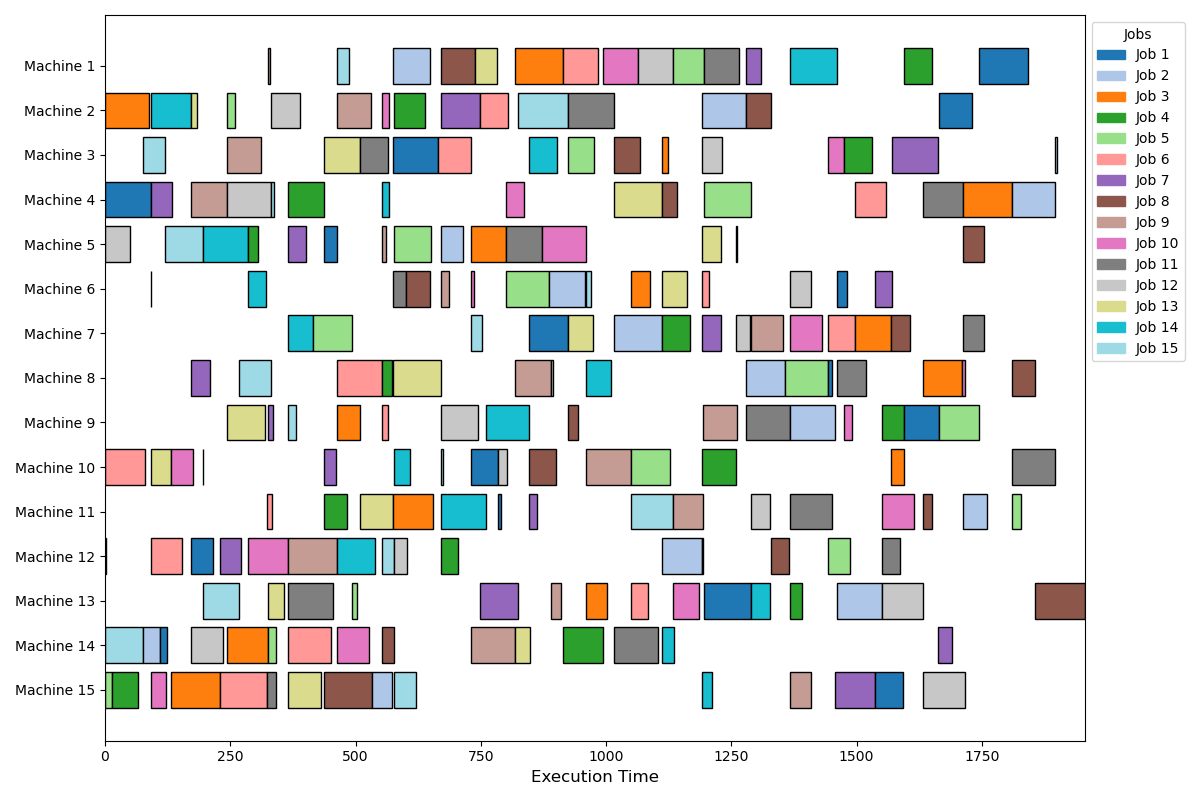 Machine 1
Machine 2
Machine 3
Machine 4
Machine 5
Machine 6
Machine 7
Machine 8
Machine 9
Machine 10
Machine 11
Machine 12
Machine 13
Machine 14
Machine 15
0 250 500 750 1000 1250 1500 1750
Execution Time
Jobs
Job 1
Job 2
Job 3
Job 4
Job 5
Job 6
Job 7
Job 8
Job 9
Job 10
Job 11
Job 12
Job 13
Job 14
Job 15